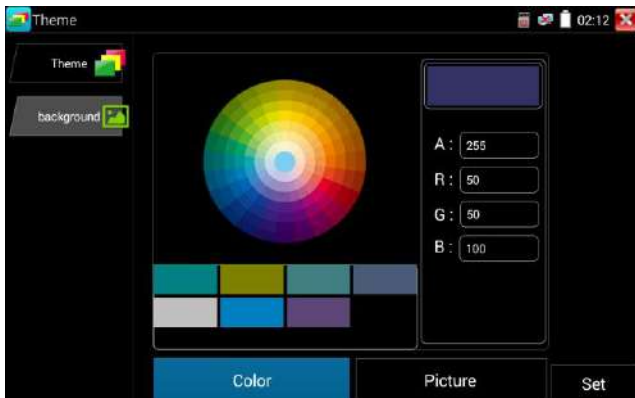 Theme
02:12
Theme
background
A : 255
R : 50
G : 50
B : 100
Color
Picture
Set